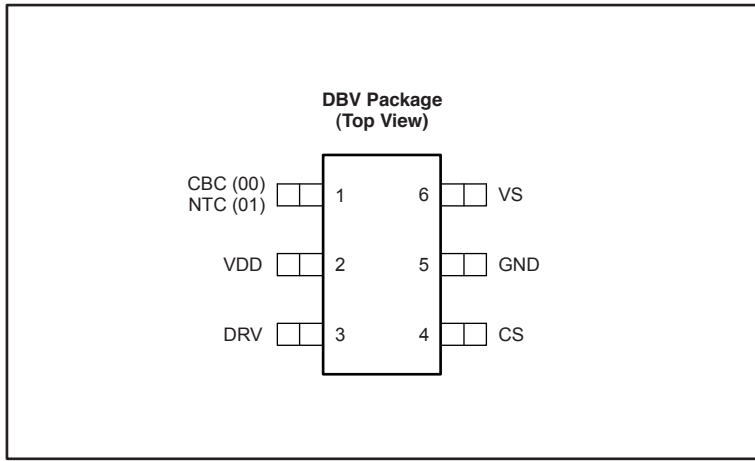 DBV Package
(Top View)
CBC (00)
NTC (01)
1
6
VS
VDD
2
5
GND
DRV
3
4
CS